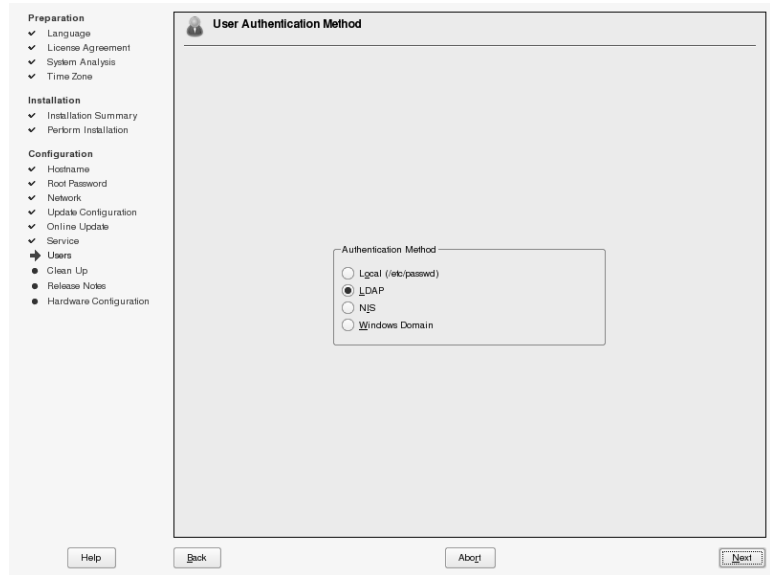 Preparation
Language
License Agreement
System Analysis
Time Zone
Installation
Installation Summary
Perform Installation
Configuration
Hostname
Root Password
Network
Update Configuration
Online Update
Service
Users
Clean Up
Release Notes
Hardware Configuration
User Authentication Method
Authentication Method
Local (/etc/passwd)
LDAP
NIS
Windows Domain
Help
Back
Abort
Next